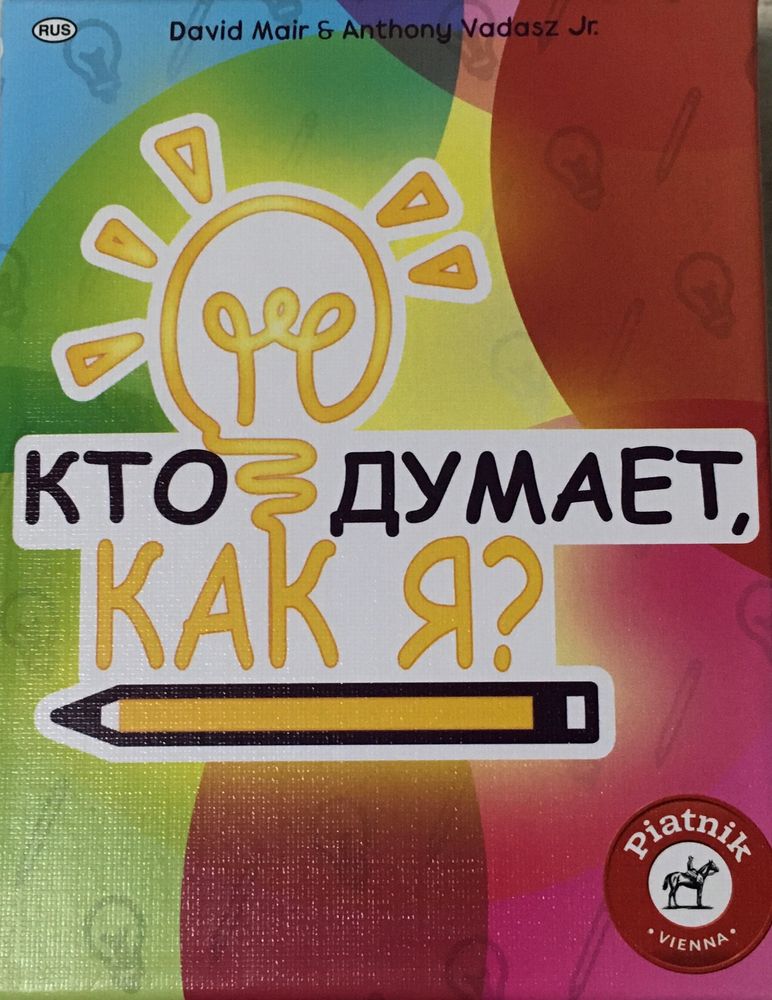 RUS
David Mair & Anthony Vadasz Jr.
КТО ДУМАЕТ,
КАК Я?
Piatnik
• VIENNA •